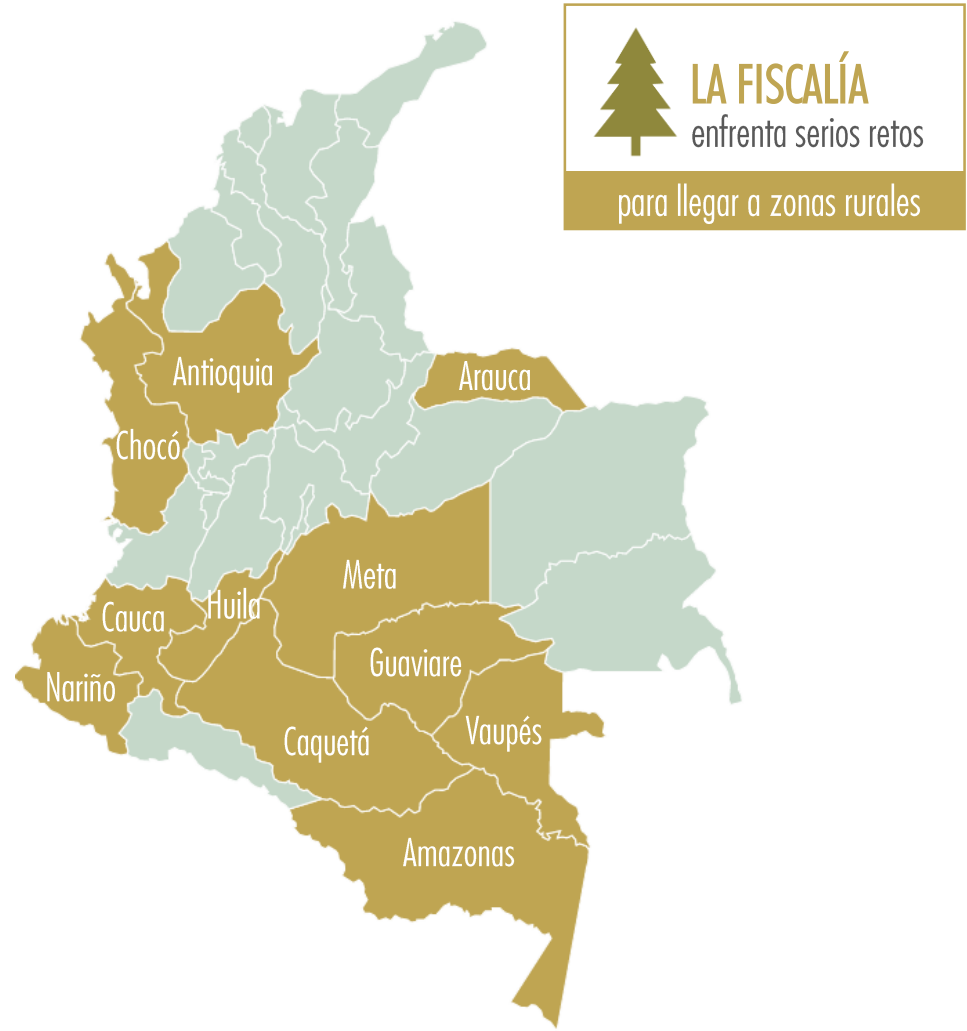 LA FISCALÍA
enfrenta serios retos
para llegar a zonas rurales
Antioquia
Arauca
Chocó
Meta
Huila
Cauca
Guaviare
Nariño
Vaupés
Caquetá
Amazonas